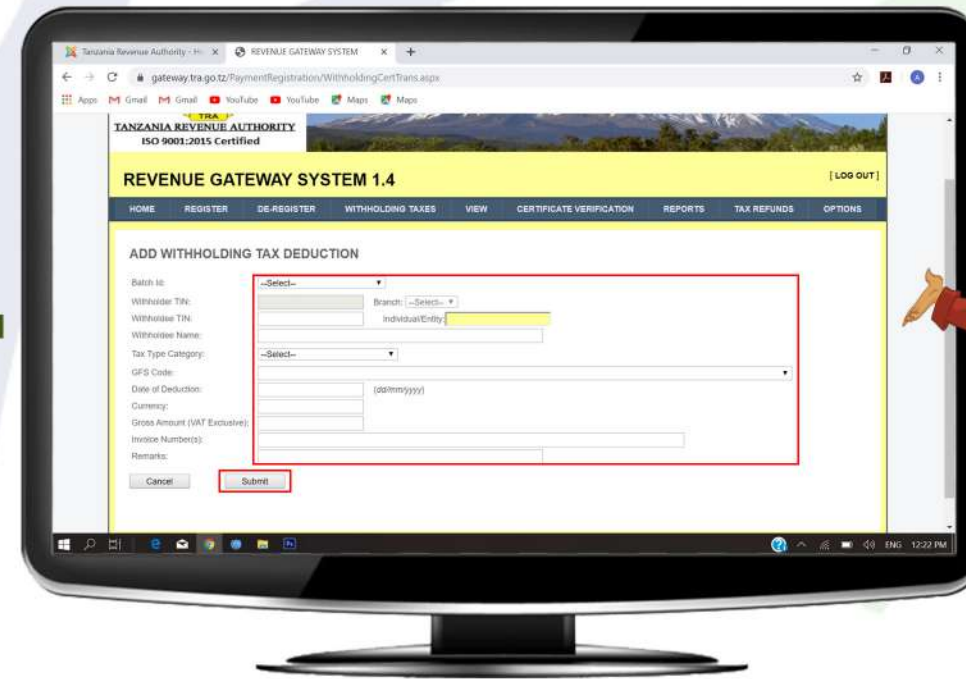 Tanzania Revenue Authority - H
REVENUE GATEWAY SYSTEM
gateway.tra.go.tz/PaymentRegistration/WithholdingCertTrans.aspx
Apps Gmail Gmail YouTube YouTube Maps Maps
TRA
TANZANIA REVENUE AUTHORITY
ISO 9001:2015 Certified
REVENUE GATEWAY SYSTEM 1.4
[ LOG OUT ]
HOME REGISTER DE-REGISTER WITHHOLDING TAXES VIEW CERTIFICATE VERIFICATION REPORTS TAX REFUNDS OPTIONS
ADD WITHHOLDING TAX DEDUCTION
Batch Id: --Select--
Withholder TIN: Branch: --Select--
Withholdee TIN: Individual/Entity:
Withholdee Name:
Tax Type Category: --Select--
GFS Code:
Date of Deduction: (dd/mm/yyyy)
Currency:
Gross Amount (VAT Exclusive):
Invoice Number(s):
Remarks:
Cancel Submit
ENG 12:22 PM